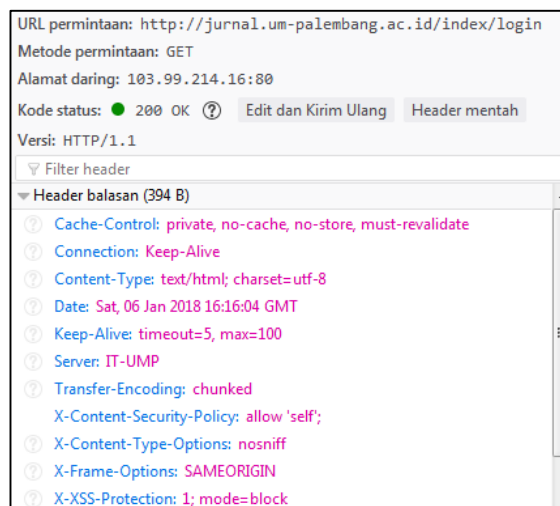 URL permintaan: http://jurnal.um-palembang.ac.id/index/login
Metode permintaan: GET
Alamat daring: 103.99.214.16:80
Kode status: 200 OK ? Edit dan Kirim Ulang Header mentah
Versi: HTTP/1.1
Filter header
Header balasan (394 B)
? Cache-Control: private, no-cache, no-store, must-revalidate
? Connection: Keep-Alive
? Content-Type: text/html; charset=utf-8
? Date: Sat, 06 Jan 2018 16:16:04 GMT
? Keep-Alive: timeout=5, max=100
? Server: IT-UMP
? Transfer-Encoding: chunked
X-Content-Security-Policy: allow 'self';
? X-Content-Type-Options: nosniff
? X-Frame-Options: SAMEORIGIN
? X-XSS-Protection: 1; mode=block